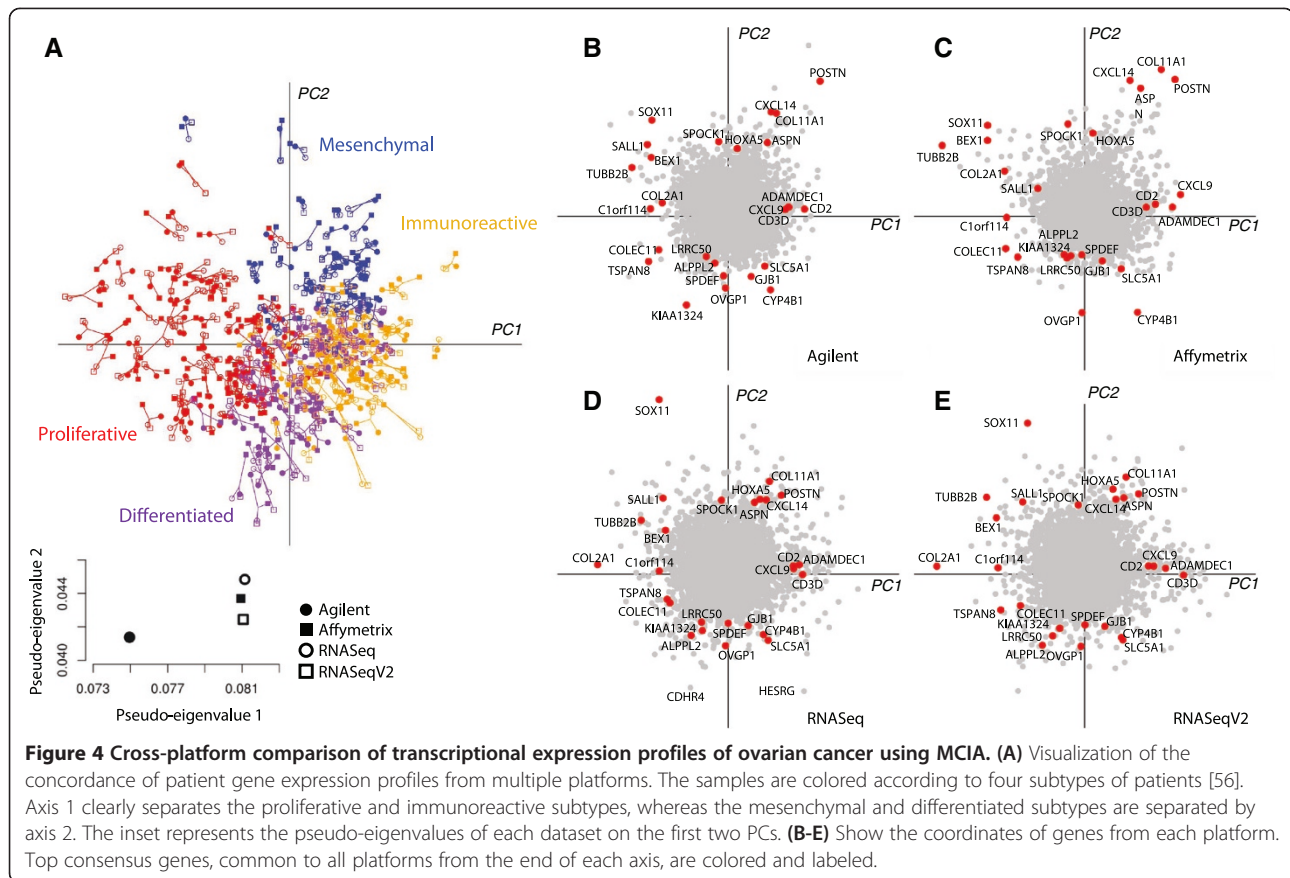 A
PC2
Mesenchymal
Immunoreactive
PC1
Proliferative
Differentiated
Pseudo-eigenvalue 2
0.044
0.040
0.073
0.077
0.081
Pseudo-eigenvalue 1
Agilent
Affymetrix
RNASeq
RNASeqV2
B
PC2
POSTN
CXCL14
COL11A1
SOX11
SPOCK1
HOXA5
ASPN
SALL1
BEX1
TUBB2B
COL2A1
ADAMDEC1
C1orf114
CXCL9
CD2
CD3D
PC1
COLEC11
LRRC50
TSPAN8
ALPPL2
SLC5A1
SPDEF
GJB1
OVGP1
CYP4B1
KIAA1324
Agilent
C
PC2
COL11A1
CXCL14
POSTN
ASP
N
SOX11
SPOCK1
BEX1
HOXA5
TUBB2B
COL2A1
SALL1
CD2
CXCL9
CD3D
C1orf114
ADAMDEC1
PC1
ALPPL2
COLEC11
KIAA1324
SPDEF
TSPAN8
LRRC50
GJB1
SLC5A1
OVGP1
CYP4B1
Affymetrix
D
PC2
SOX11
COL11A1
HOXA5
POSTN
SALL1
SPOCK1
CXCL14
ASPN
TUBB2B
BEX1
COL2A1
C1orf114
CD2
ADAMDEC1
CXCL9
CD3D
PC1
TSPAN8
COLEC11
LRRC50
GJB1
KIAA1324
SPDEF
CYP4B1
ALPPL2
OVGP1
SLC5A1
CDHR4
HESRG
RNASeq
E
PC2
SOX11
COL11A1
HOXA5
TUBB2B
SALL1
SPOCK1
POSTN
CXCL14
ASPN
BEX1
COL2A1
C1orf114
CXCL9
CD2
ADAMDEC1
CD3D
PC1
TSPAN8
COLEC11
KIAA1324
SPDEF
GJB1
LRRC50
CYP4B1
ALPPL2
OVGP1
SLC5A1
RNASeqV2
Figure 4 Cross-platform comparison of transcriptional expression profiles of ovarian cancer using MCIA. (A) Visualization of the
concordance of patient gene expression profiles from multiple platforms. The samples are colored according to four subtypes of patients [56].
Axis 1 clearly separates the proliferative and immunoreactive subtypes, whereas the mesenchymal and differentiated subtypes are separated by
axis 2. The inset represents the pseudo-eigenvalues of each dataset on the first two PCs. (B-E) Show the coordinates of genes from each platform.
Top consensus genes, common to all platforms from the end of each axis, are colored and labeled.